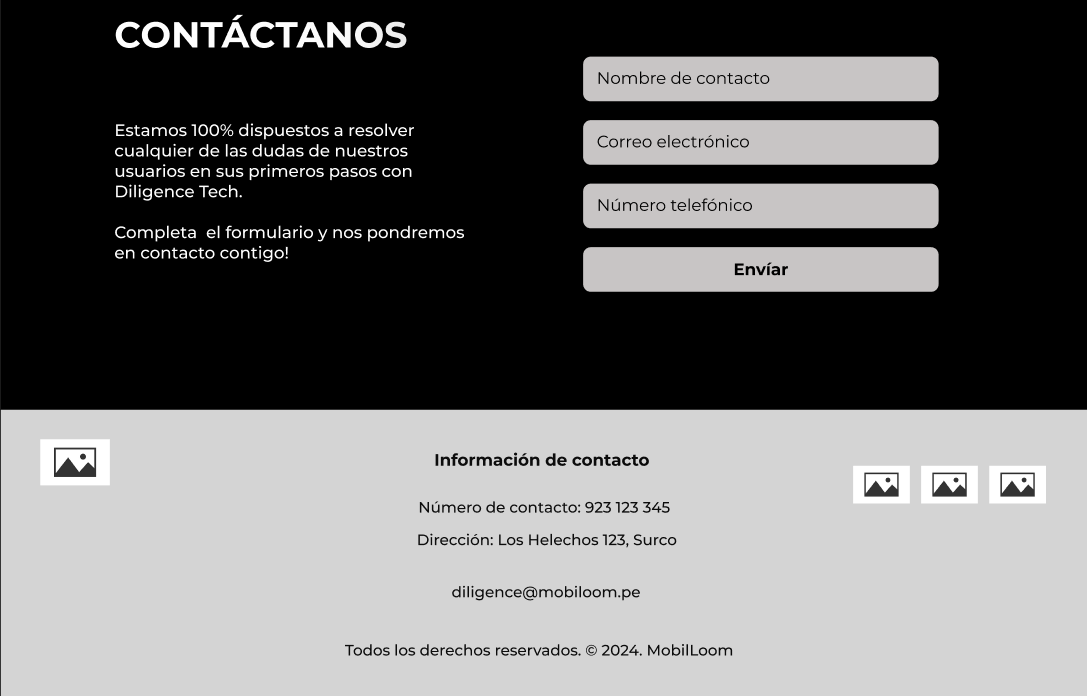 CONTÁCTANOS
Estamos 100% dispuestos a resolver
cualquier de las dudas de nuestros
usuarios en sus primeros pasos con
Diligence Tech.
Completa  el formulario y nos pondremos
en contacto contigo!
Nombre de contacto
Correo electrónico
Número telefónico
Envíar
Información de contacto
Número de contacto: 923 123 345
Dirección: Los Helechos 123, Surco
diligence@mobiloom.pe
Todos los derechos reservados. © 2024. MobilLoom